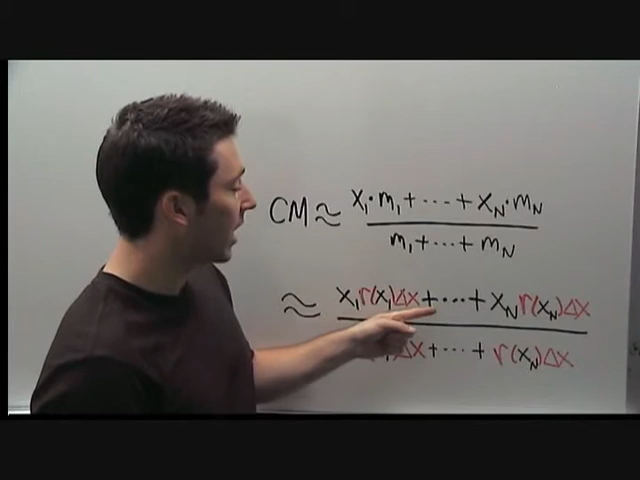 CM ≈ x₁·m₁+···+x_N·m_N
m₁+···+m_N
≈ x₁r(x₁)Δx+···+x_N r(x_N)Δx
Δx+···+r(x_N)Δx